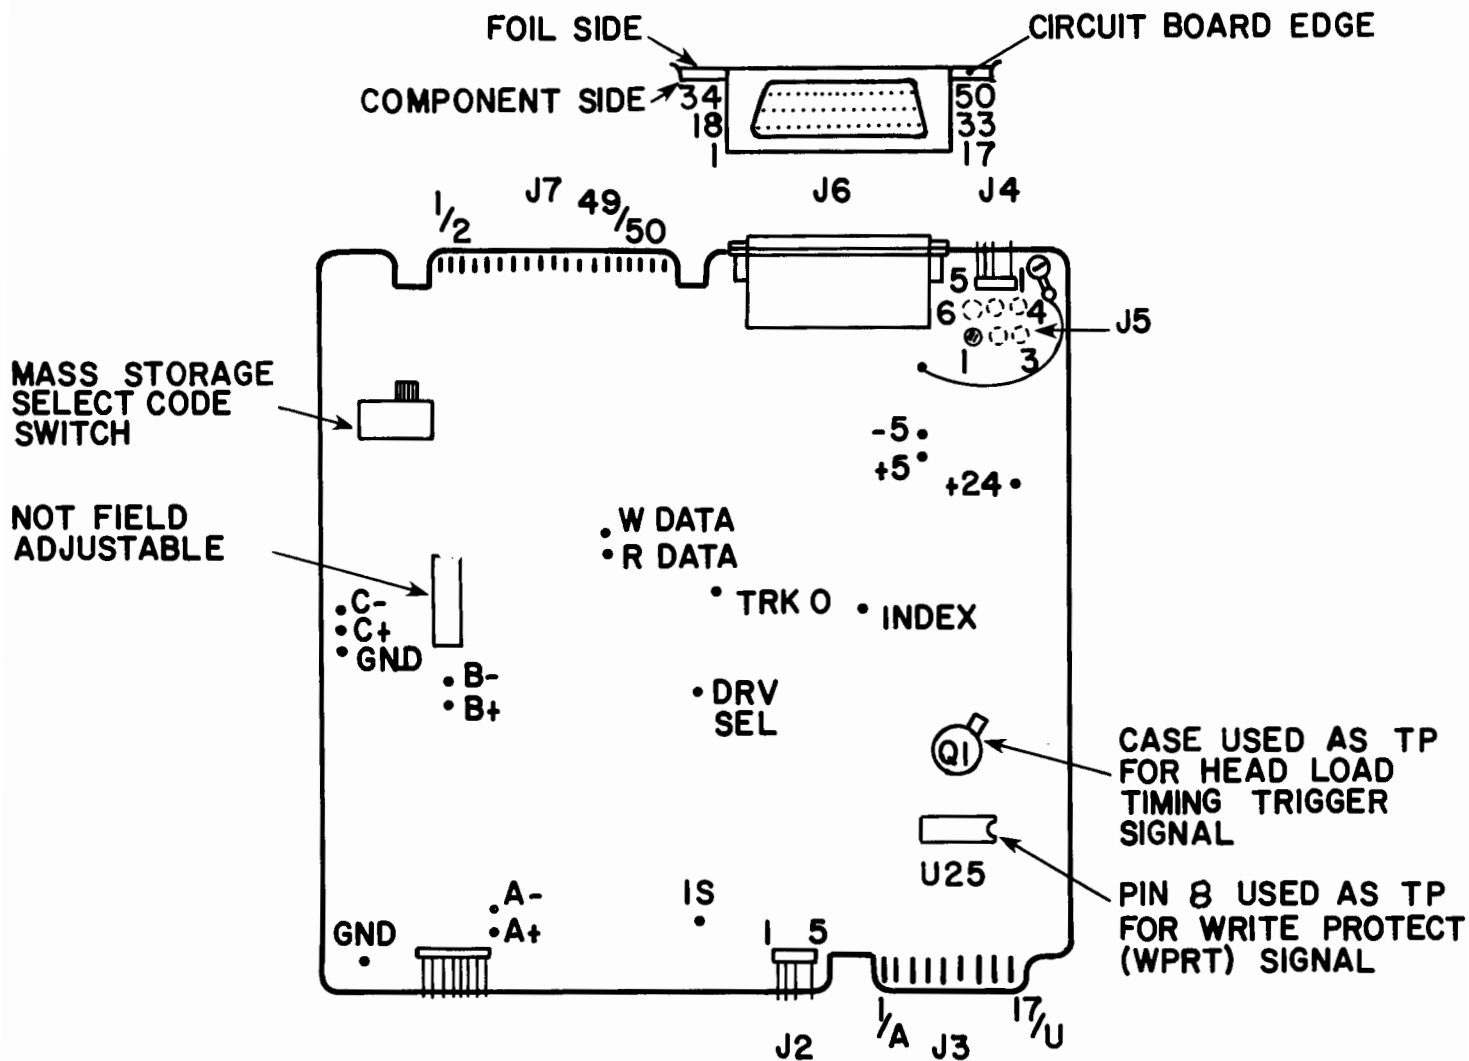 FOIL SIDE
CIRCUIT BOARD EDGE
COMPONENT SIDE
34
18
1
50
33
17
J7
J6
J4
1/2
49/50
5
1
6
4
1
3
J5
MASS STORAGE
SELECT CODE
SWITCH
-5
+5
+24
NOT FIELD
ADJUSTABLE
W DATA
R DATA
TRK 0
INDEX
C-
C+
GND
B-
B+
DRV
SEL
Q1
CASE USED AS TP
FOR HEAD LOAD
TIMING TRIGGER
SIGNAL
U25
PIN 8 USED AS TP
FOR WRITE PROTECT
(WPRT) SIGNAL
A-
A+
IS
GND
1
5
1/A
17/U
J2
J3